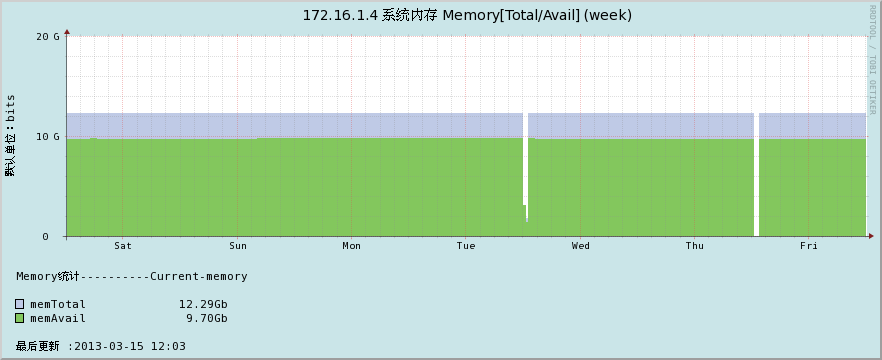 172.16.1.4 系统内存 Memory[Total/Avail] (week)
RRDTOOL / TOBI OETIKER
默认单位：bits
20 G
10 G
0
Sat Sun Mon Tue Wed Thu Fri
Memory统计----------Current-memory
memTotal 12.29Gb
memAvail 9.70Gb
最后更新 :2013-03-15 12:03